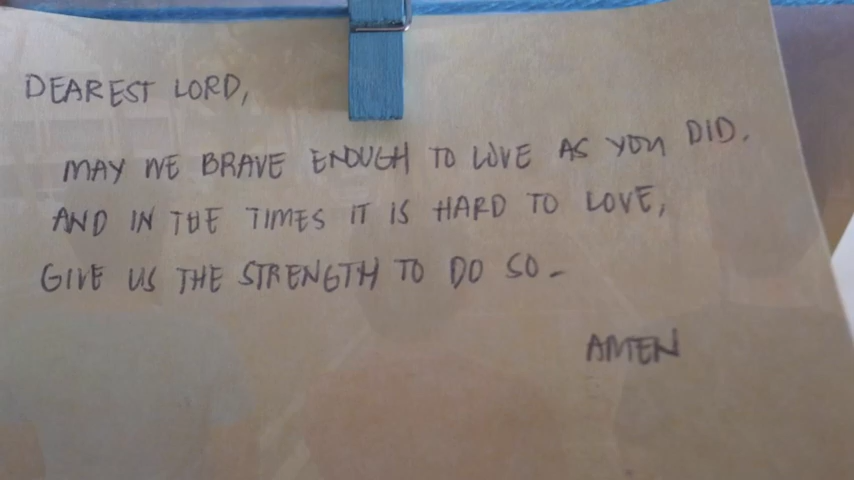 DEAREST LORD,
MAY WE BRAVE ENOUGH TO LOVE AS YOU DID.
AND IN THE TIMES IT IS HARD TO LOVE,
GIVE US THE STRENGTH TO DO SO-
AMEN